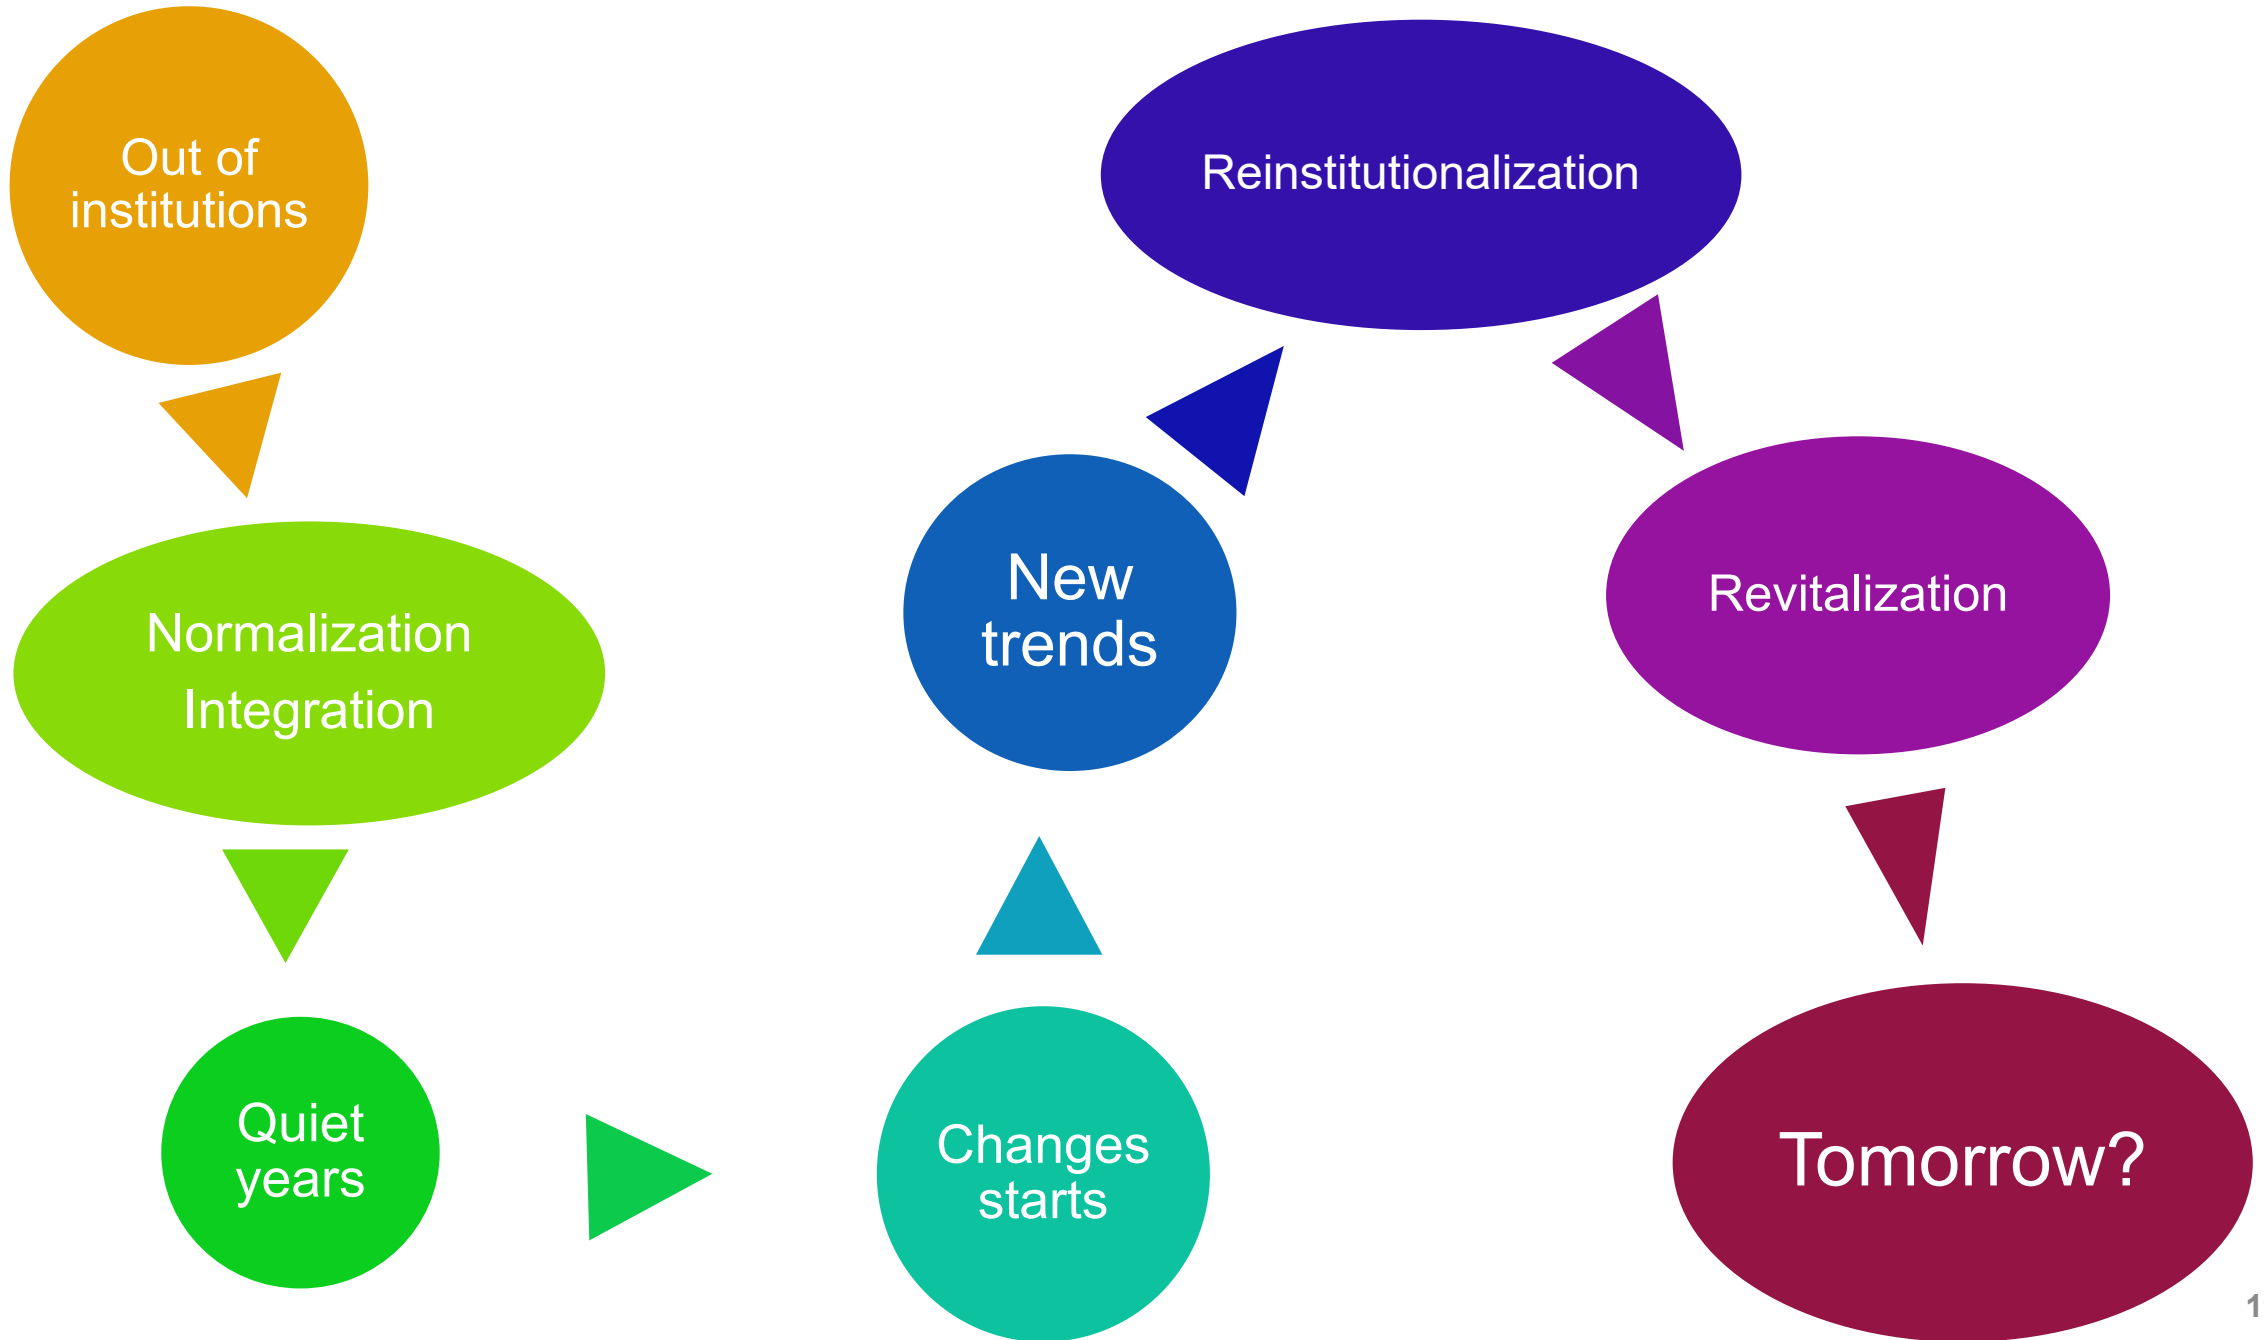 Out of
institutions
Normalization
Integration
Quiet
years
Changes
starts
New
trends
Reinstitutionalization
Revitalization
Tomorrow?
1